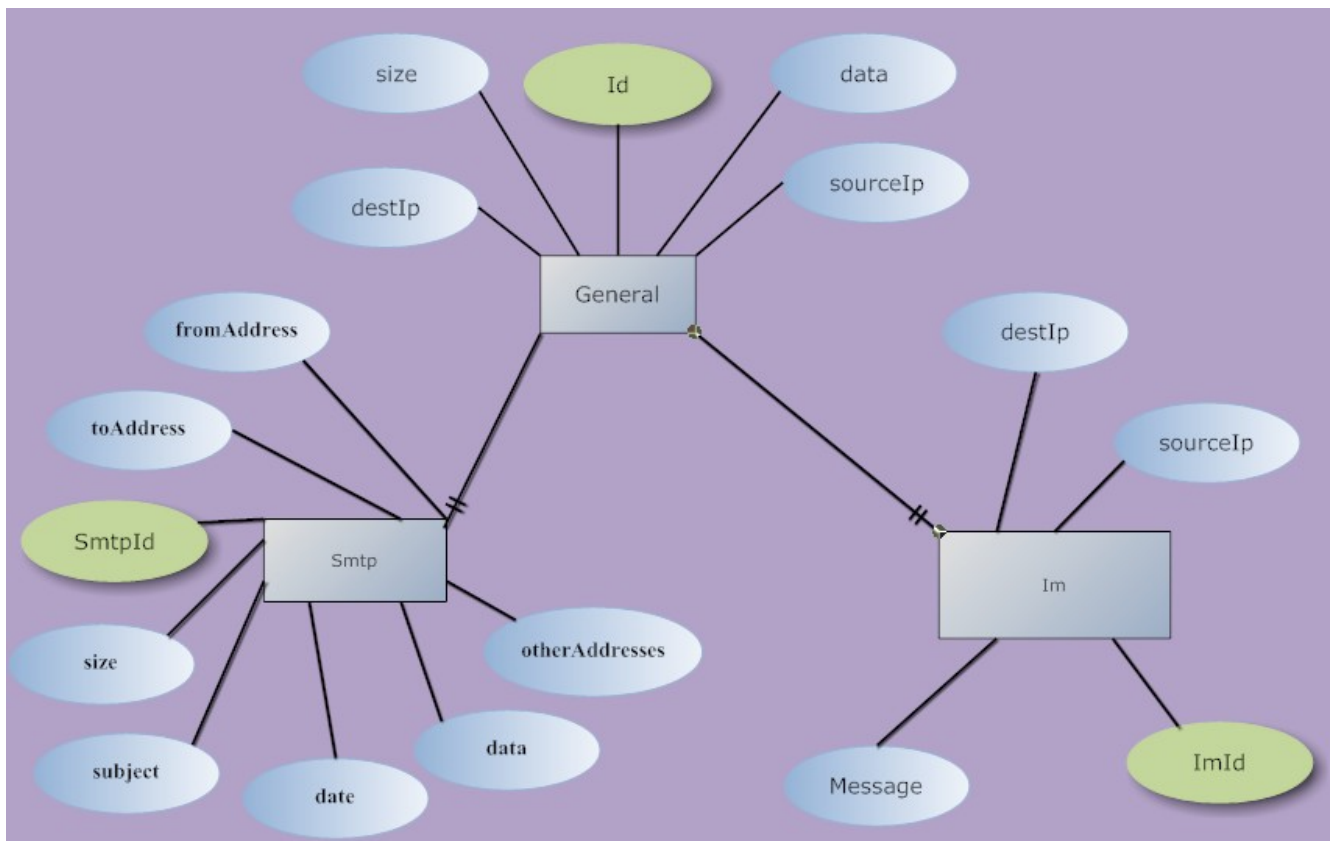 size
Id
data
destIp
sourceIp
General
fromAddress
destIp
toAddress
sourceIp
SmtpId
Smtp
Im
size
otherAddresses
subject
date
data
Message
ImId